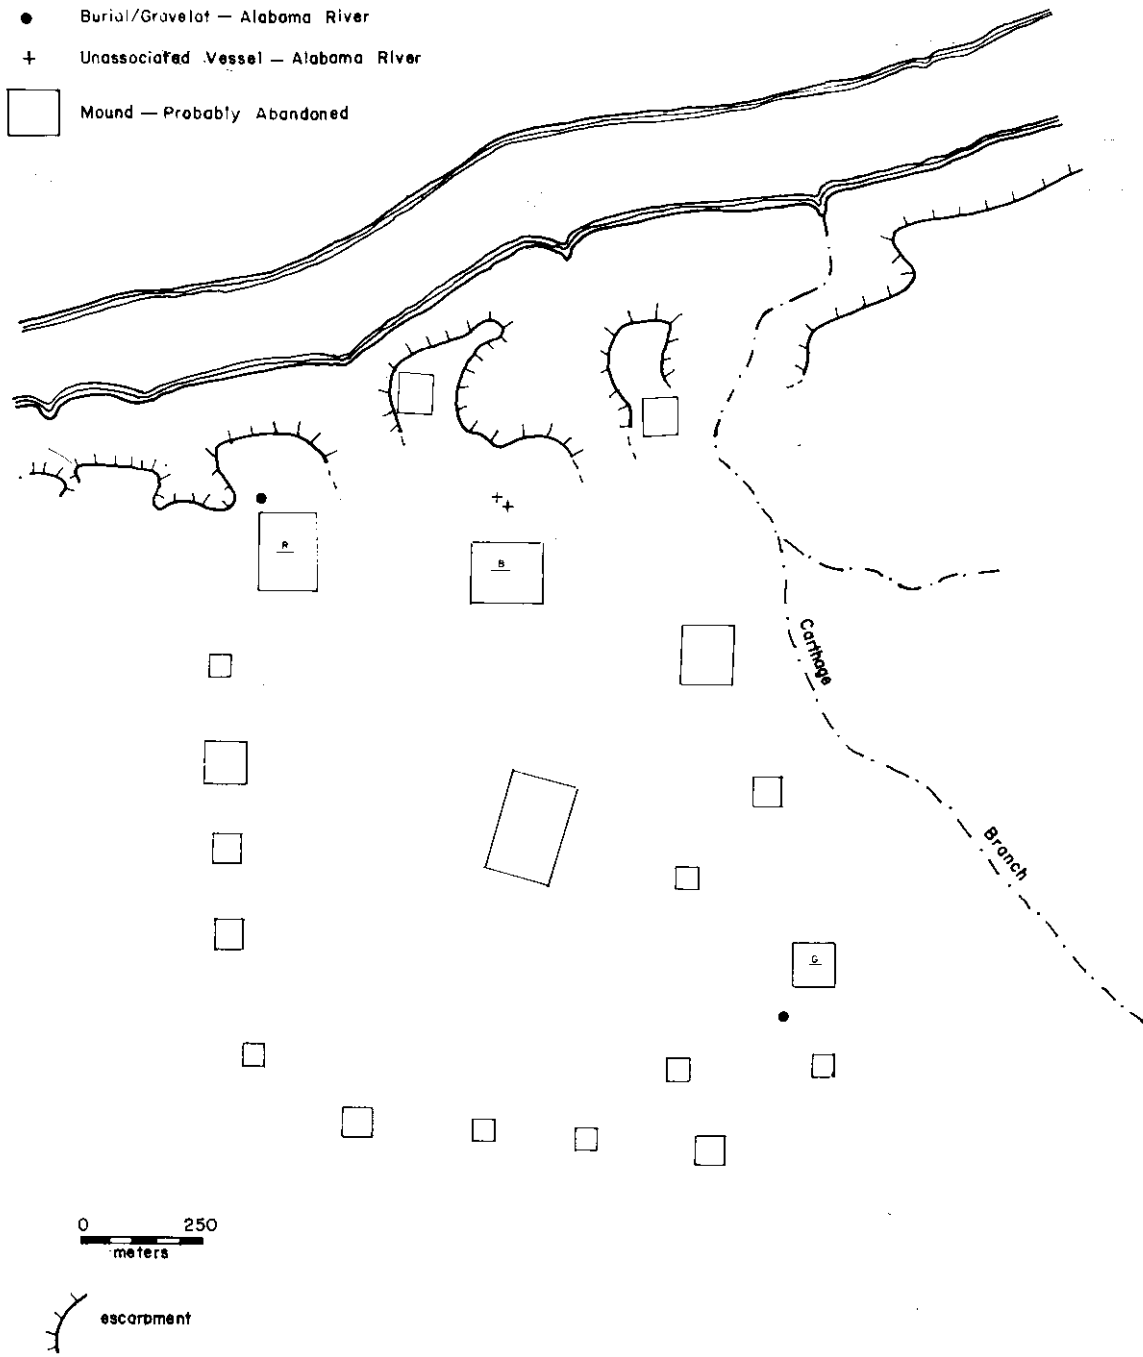 Burial/Gravelot — Alabama River
Unassociated Vessel — Alabama River
Mound — Probably Abandoned
R
B
Carthage
Branch
G
0 250
meters
escarpment